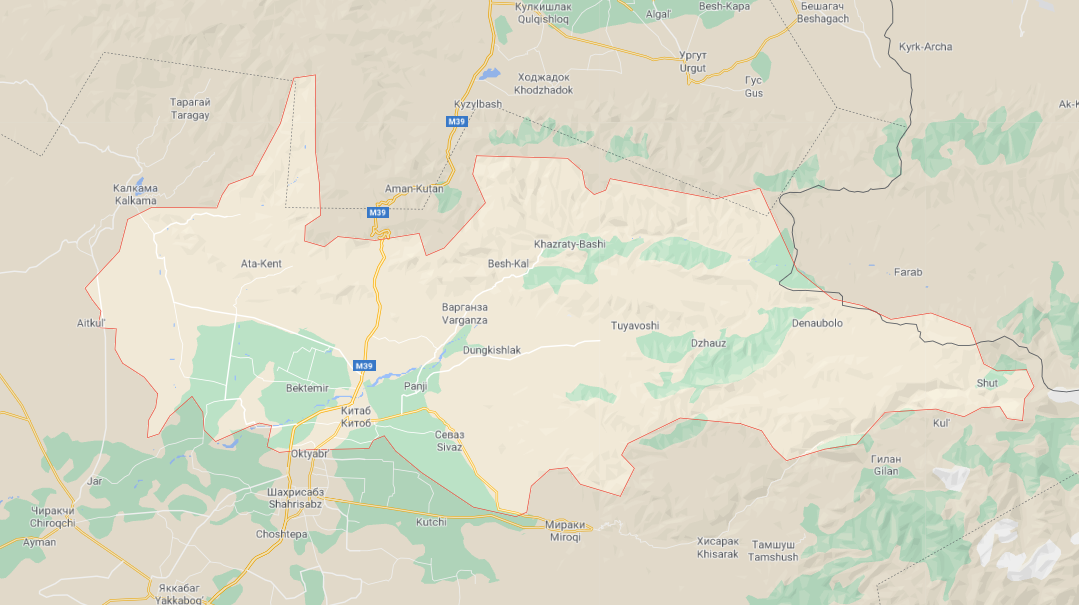 Кулкишлак
Qulqishloq
Algal'
Besh-Kapa
Бешагач
Beshagach
Kyrk-Archa
Ургут
Urgut
Гус
Gus
Ходжадок
Khodzhadok
Тарагай
Taragay
Kyzylbash
M39
Калкама
Kalkama
Aman-Kutan
M39
Khazraty-Bashi
Ata-Kent
Besh-Kal
Farab
Варганза
Varganza
Aitkul'
Tuyavoshi
Denaubolo
Dungkishlak
Dzhauz
M39
Bektemir
Panji
Shut
Китаб
Китоб
Kul'
Севаз
Sivaz
Oktyabr
Гилан
Gilan
Jar
Шахрисабз
Shahrisabz
Чиракчи
Chiroqchi
Kutchi
Мираки
Miroqi
Choshtepa
Ayman
Хисарак
Khisarak
Тамшуш
Tamshush
Яккабаг
Yakkabog'